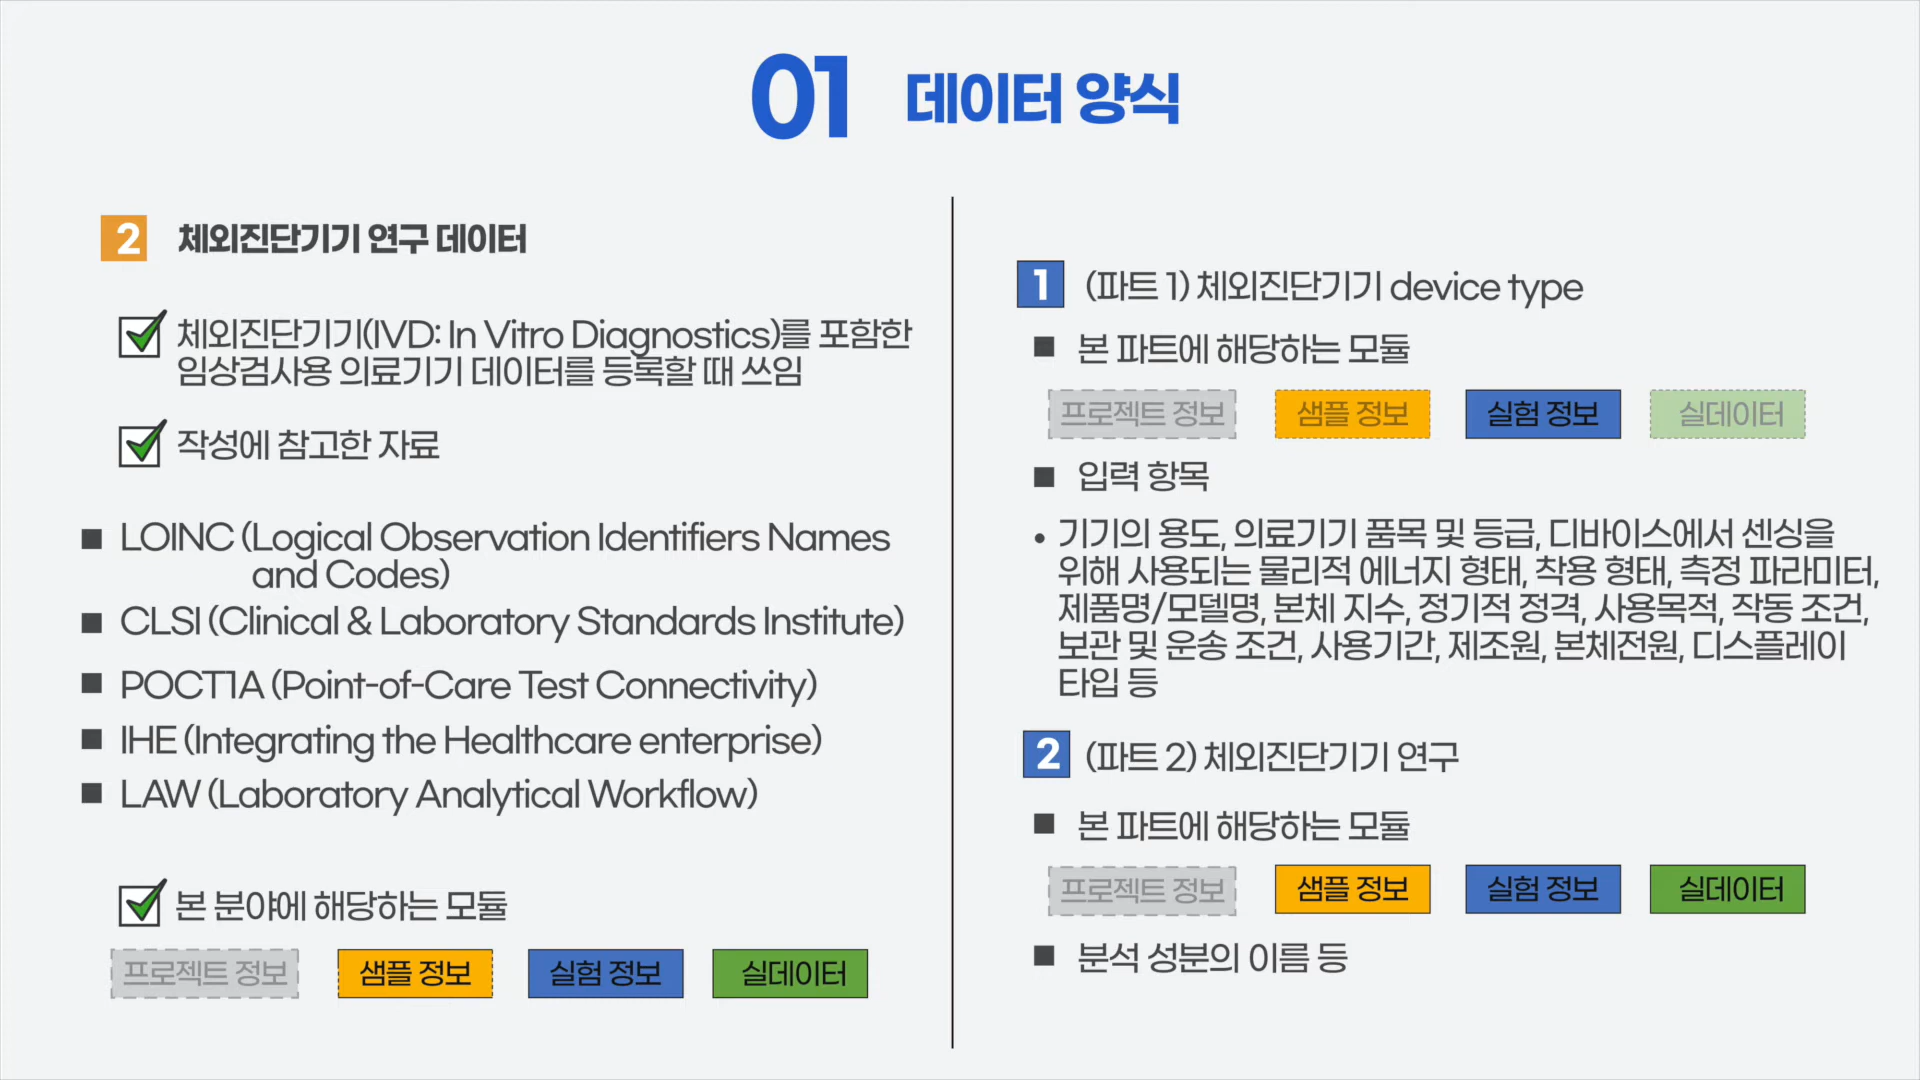 01 데이터 양식
2 체외진단기기 연구 데이터
체외진단기기(IVD: In Vitro Diagnostics)를 포함한
임상검사용 의료기기 데이터를 등록할 때 쓰임
작성에 참고한 자료
■ LOINC (Logical Observation Identifiers Names
and Codes)
■ CLSI (Clinical & Laboratory Standards Institute)
■ POCT1A (Point-of-Care Test Connectivity)
■ IHE (Integrating the Healthcare enterprise)
■ LAW (Laboratory Analytical Workflow)
본 분야에 해당하는 모듈
프로젝트 정보 샘플 정보 실험 정보 실데이터
1 (파트 1) 체외진단기기 device type
■ 본 파트에 해당하는 모듈
프로젝트 정보 샘플 정보 실험 정보 실데이터
■ 입력 항목
• 기기의 용도, 의료기기 품목 및 등급, 디바이스에서 센싱을
위해 사용되는 물리적 에너지 형태, 착용 형태, 측정 파라미터,
제품명/모델명, 본체 지수, 정기적 정격, 사용목적, 작동 조건,
보관 및 운송 조건, 사용기간, 제조원, 본체전원, 디스플레이
타입 등
2 (파트 2) 체외진단기기 연구
■ 본 파트에 해당하는 모듈
프로젝트 정보 샘플 정보 실험 정보 실데이터
■ 분석 성분의 이름 등